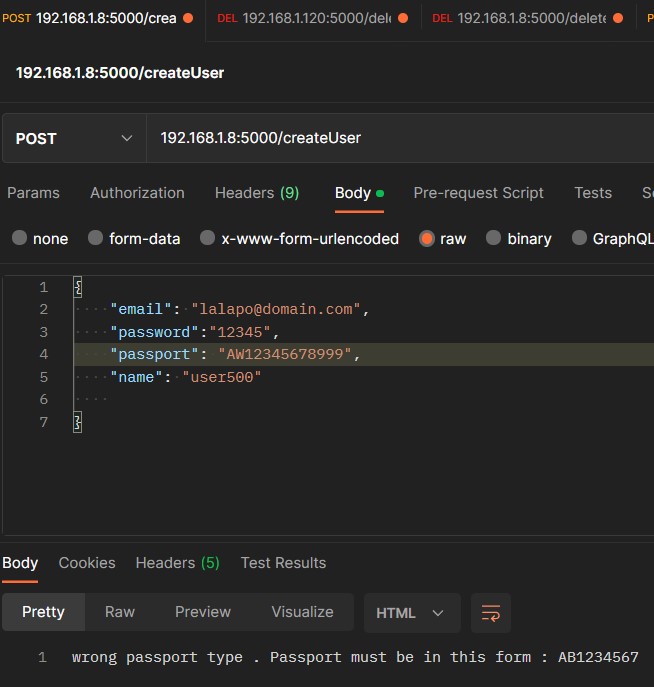 POST 192.168.1.8:5000/crea DEL 192.168.1.120:5000/dele DEL 192.168.1.8:5000/delete P
192.168.1.8:5000/createUser
POST 192.168.1.8:5000/createUser
Params Authorization Headers (9) Body Pre-request Script Tests Se
none form-data x-www-form-urlencoded raw binary GraphQL
1 {
2 "email": "lalapo@domain.com",
3 "password":"12345",
4 "passport": "AW12345678999",
5 "name": "user500"
6
7 }
Body Cookies Headers (5) Test Results
Pretty Raw Preview Visualize HTML
1 wrong passport type . Passport must be in this form : AB1234567